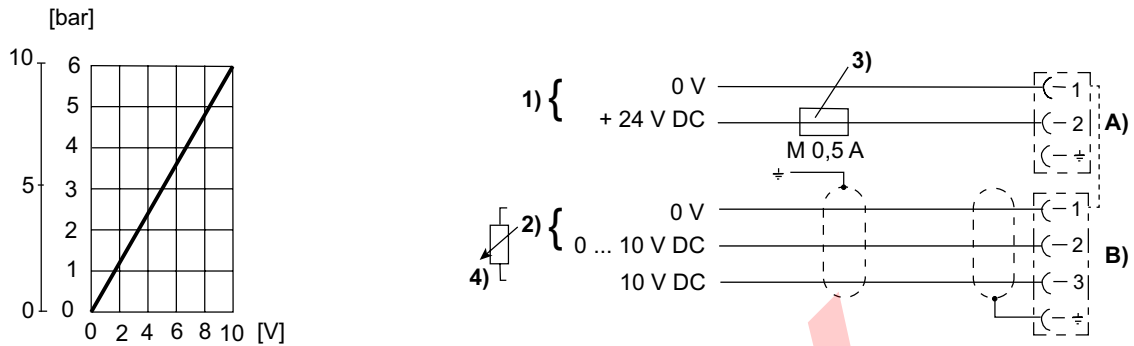 [bar]
10
5
0
6
5
4
3
2
1
0
0 2 4 6 8 10 [V]
1) {
0 V
+ 24 V DC
3)
M 0,5 A
1
2
A)
4)
2) {
0 V
0 ... 10 V DC
10 V DC
1
2
3
B)